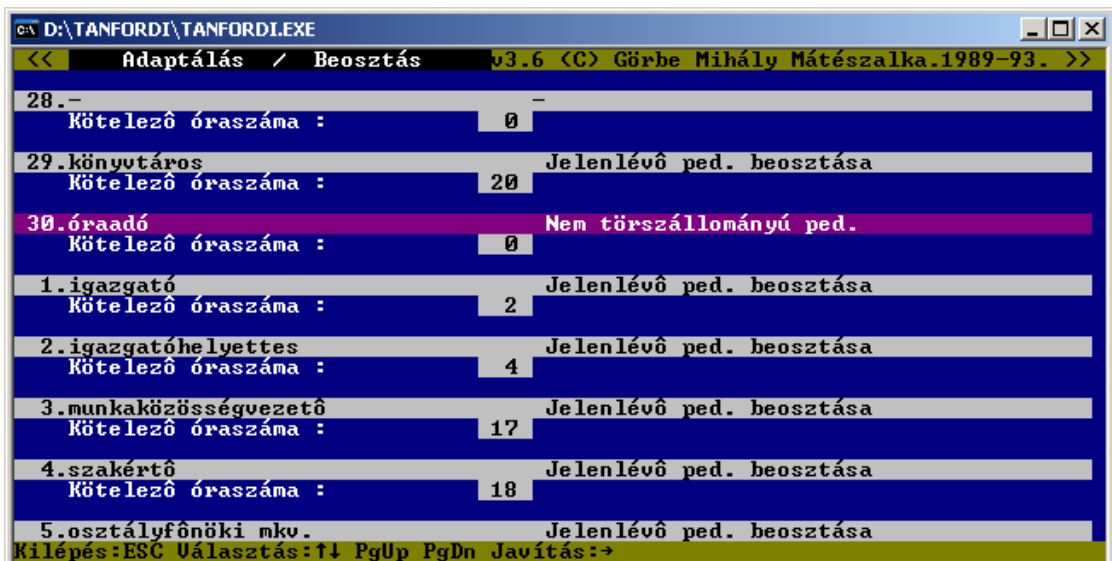 D:\TANFORDI\TANFORDI.EXE
<< Adaptálás / Beosztás v3.6 (C) Görbe Mihály Mátészalka.1989-93. >>
28.- -
Kötelezô óraszáma : 0
29.könyvtáros Jelenlévô ped. beosztása
Kötelezô óraszáma : 20
30.óraadó Nem törszállományú ped.
Kötelezô óraszáma : 0
1.igazgató Jelenlévô ped. beosztása
Kötelezô óraszáma : 2
2.igazgatóhelyettes Jelenlévô ped. beosztása
Kötelezô óraszáma : 4
3.munkaközösségvezetô Jelenlévô ped. beosztása
Kötelezô óraszáma : 17
4.szakértô Jelenlévô ped. beosztása
Kötelezô óraszáma : 18
5.osztályfônöki mkv. Jelenlévô ped. beosztása
Kilépés:ESC Választás:↑↓ PgUp PgDn Javítás:→